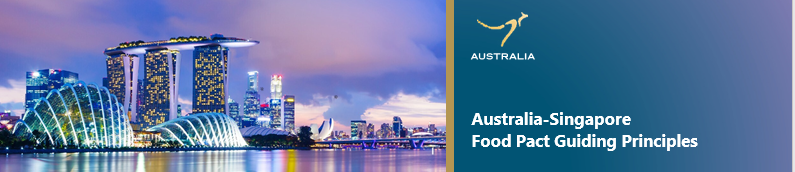 AUSTRALIA
Australia-Singapore
Food Pact Guiding Principles